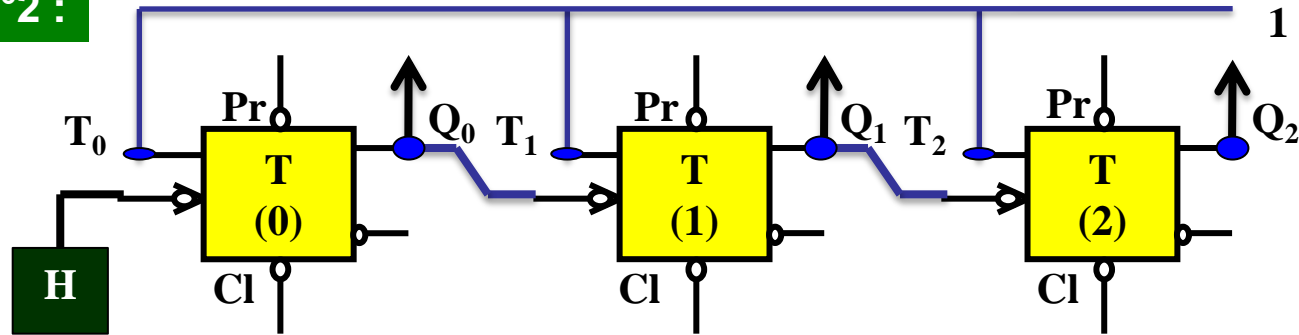 2 :
1
Pr Pr Pr
T₀ Q₀ T₁ Q₁ T₂ Q₂
T T T
(0) (1) (2)
H
Cl Cl Cl